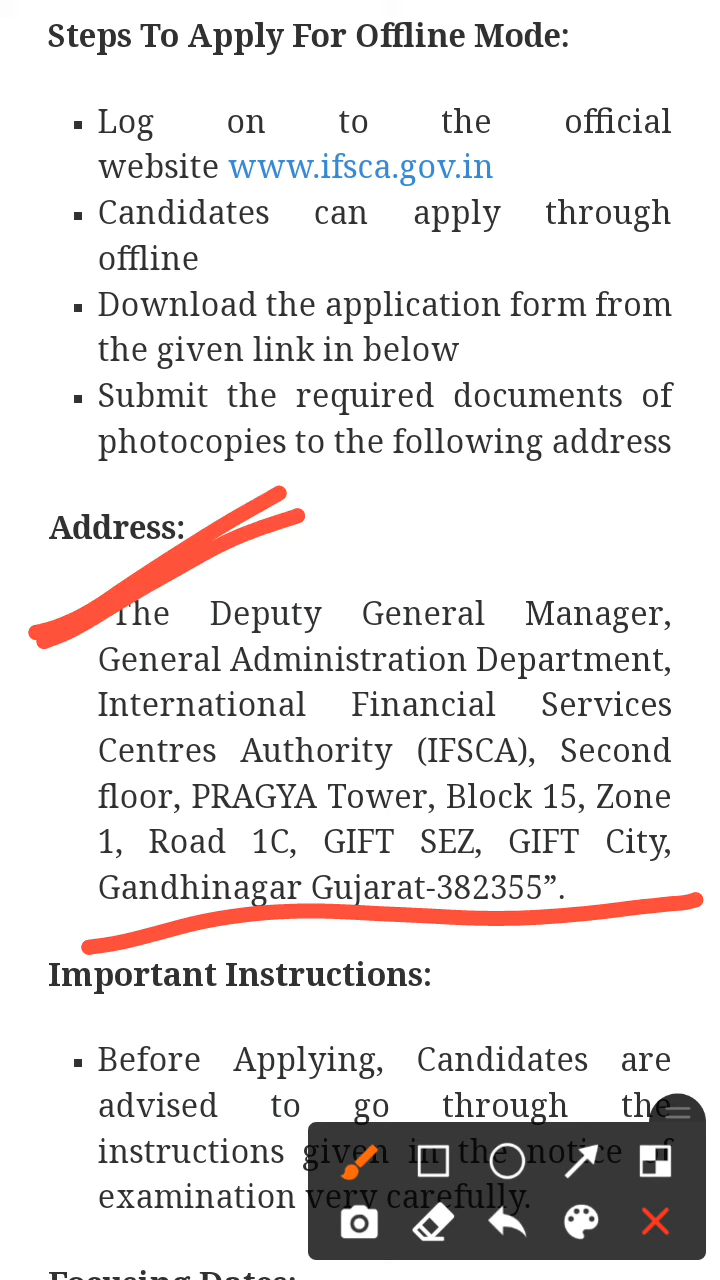 Steps To Apply For Offline Mode:
Log on to the official
website www.ifsca.gov.in
Candidates can apply through
offline
Download the application form from
the given link in below
Submit the required documents of
photocopies to the following address
Address:
The Deputy General Manager,
General Administration Department,
International Financial Services
Centres Authority (IFSCA), Second
floor, PRAGYA Tower, Block 15, Zone
1, Road 1C, GIFT SEZ, GIFT City,
Gandhinagar Gujarat-382355”.
Important Instructions:
Before Applying, Candidates are
advised to go through the
instructions given in the notice of
examination very carefully.
Focusing Dates: